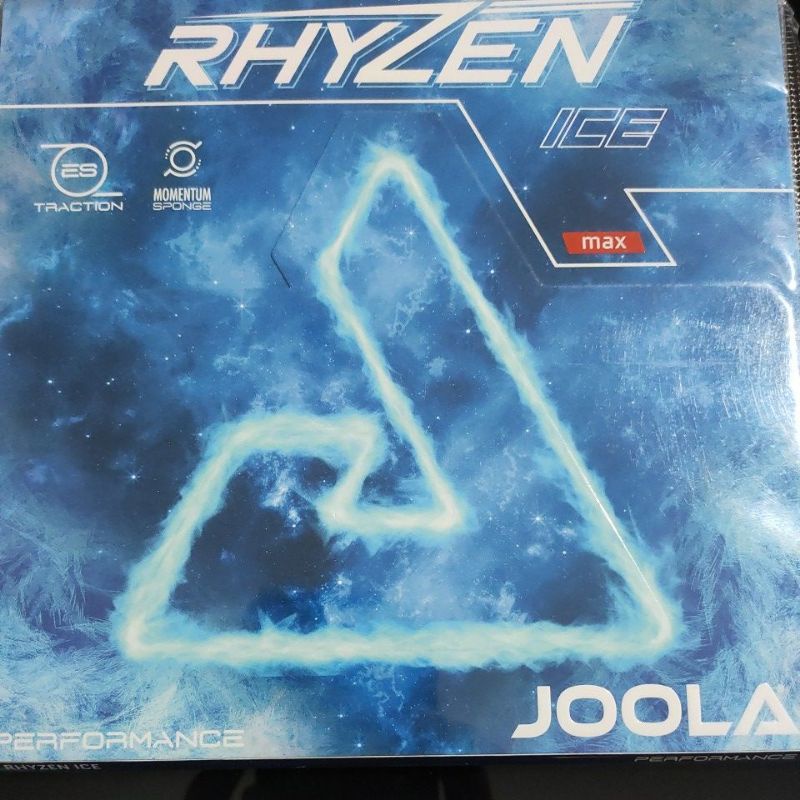 RHYZEN
ICE
ES
TRACTION
MOMENTUM
SPONGE
max
JOOLA
PERFORMANCE
RHYZEN ICE
PERFORMANCE